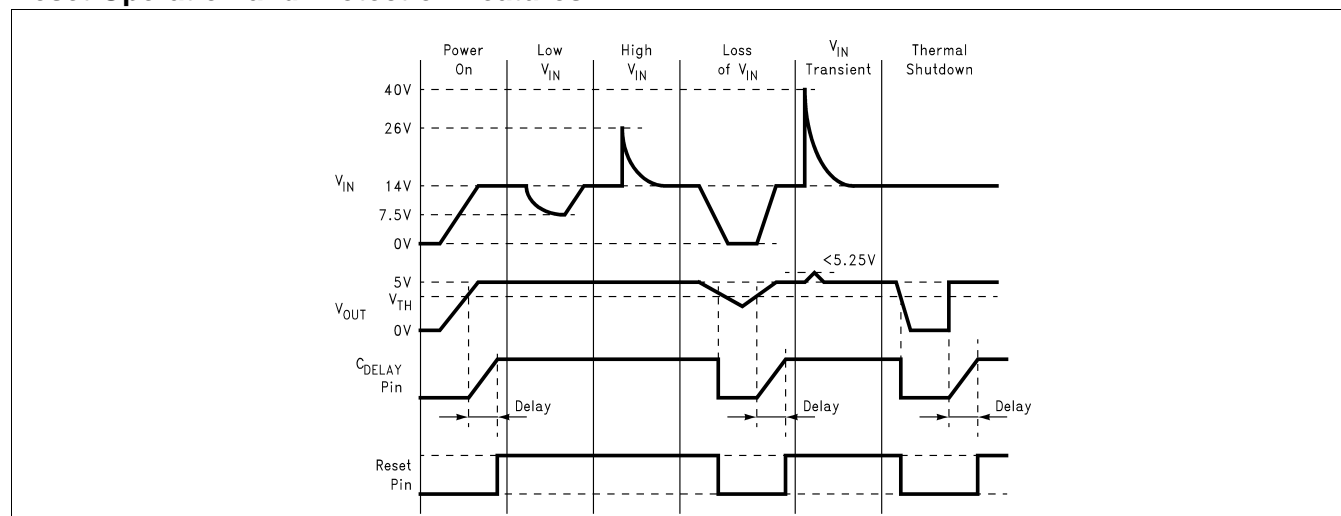 Power On
Low VIN
High VIN
Loss of VIN
VIN Transient
Thermal Shutdown
40V
26V
VIN
14V
7.5V
0V
<5.25V
5V
VTH
VOUT
0V
CDELAY Pin
Delay
Delay
Delay
Reset Pin